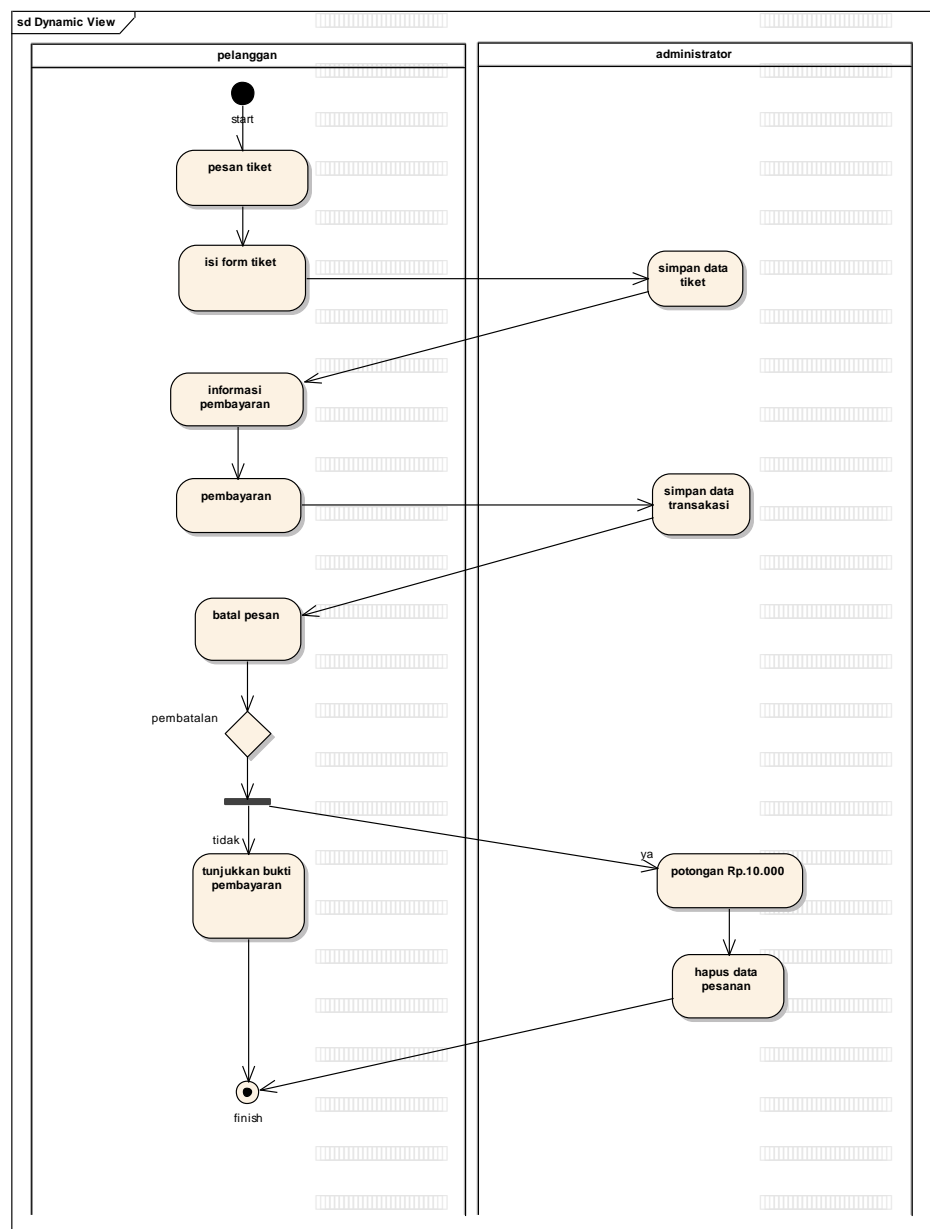 sd Dynamic View
pelanggan
administrator
start
pesan tiket
isi form tiket
simpan data
tiket
informasi
pembayaran
pembayaran
simpan data
transakasi
batal pesan
pembatalan
tidak
ya
tunjukkan bukti
pembayaran
potongan Rp.10.000
hapus data
pesanan
finish